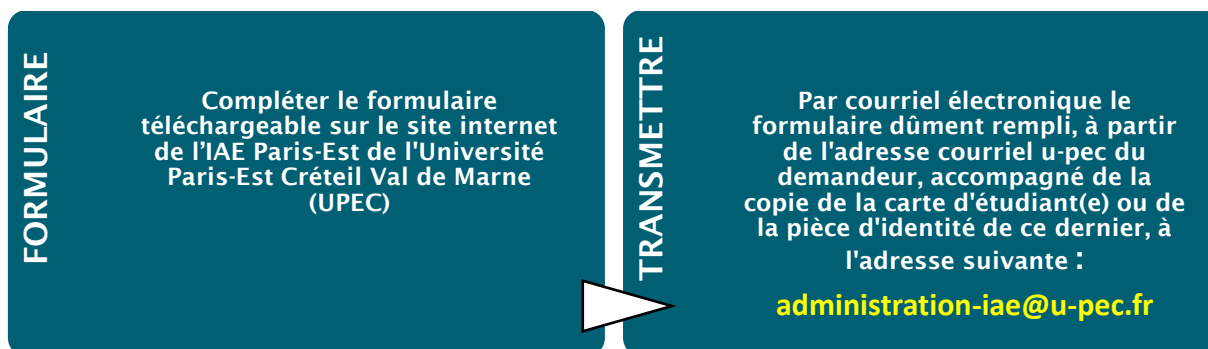 FORMULAIRE
Compléter le formulaire
téléchargeable sur le site internet
de l’IAE Paris-Est de l'Université
Paris-Est Créteil Val de Marne
(UPEC)
TRANSMETTRE
Par courriel électronique le
formulaire dûment rempli, à partir
de l'adresse courriel u-pec du
demandeur, accompagné de la
copie de la carte d'étudiant(e) ou de
la pièce d'identité de ce dernier, à
l'adresse suivante :
administration-iae@u-pec.fr